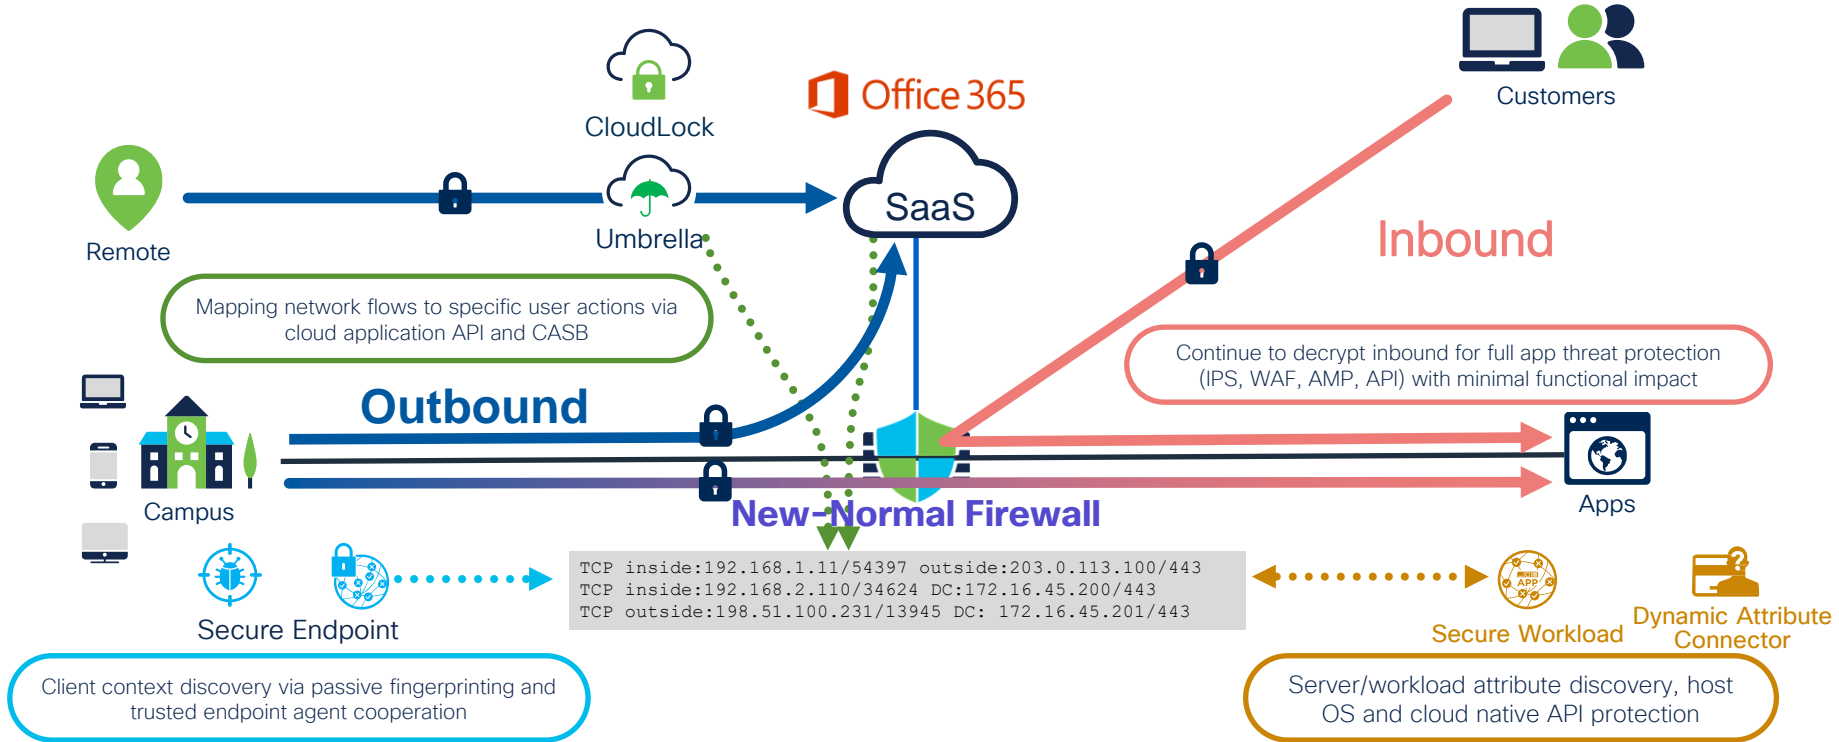 Customers
Office 365
CloudLock
SaaS
Umbrella
Remote
Inbound
Mapping network flows to specific user actions via
cloud application API and CASB
Continue to decrypt inbound for full app threat protection
(IPS, WAF, AMP, API) with minimal functional impact
Outbound
Campus
New-Normal Firewall
Apps
TCP inside:192.168.1.11/54397 outside:203.0.113.100/443
TCP inside:192.168.2.110/34624 DC:172.16.45.200/443
TCP outside:198.51.100.231/13945 DC: 172.16.45.201/443
APP
?
Secure Endpoint
Secure Workload
Dynamic Attribute
Connector
Client context discovery via passive fingerprinting and
trusted endpoint agent cooperation
Server/workload attribute discovery, host
OS and cloud native API protection